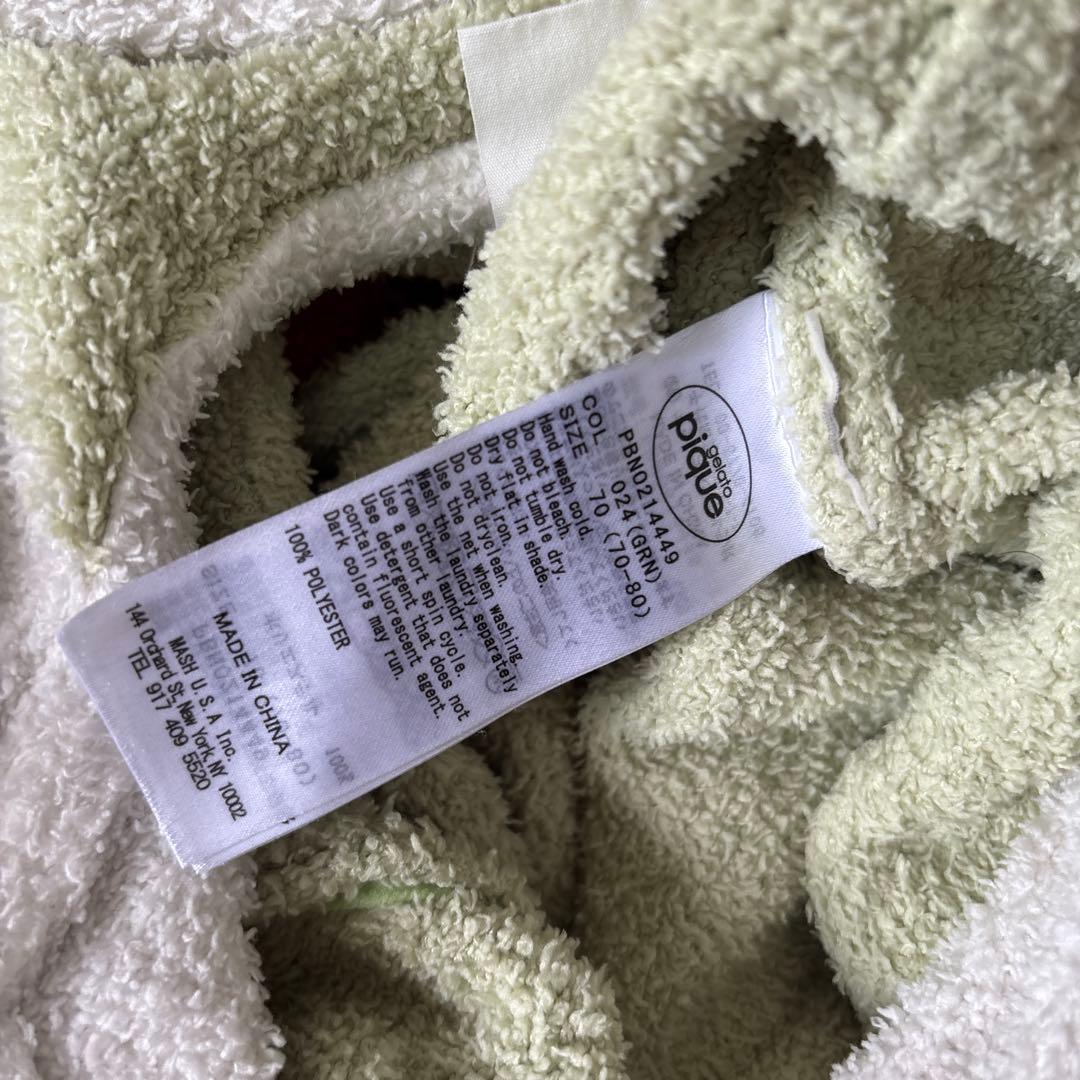 gelato
pique
PBNO214449
COL 024(GRN)
SIZE 70 (70-80)
Hand wash cold.
Do not bleach.
Do not tumble dry.
Dry flat in shade.
Do not iron.
Do not dryclean.
Use the net when washing.
Wash the laundry separately
from other laundry.
Use a short spin cycle.
Use a detergent that does not
contain fluorescent agent.
Dark colors may run.
100% POLYESTER
MADE IN CHINA
MASH U.S.A Inc.
144 Orchard St, New York, NY 10002
TEL 917 409 5520